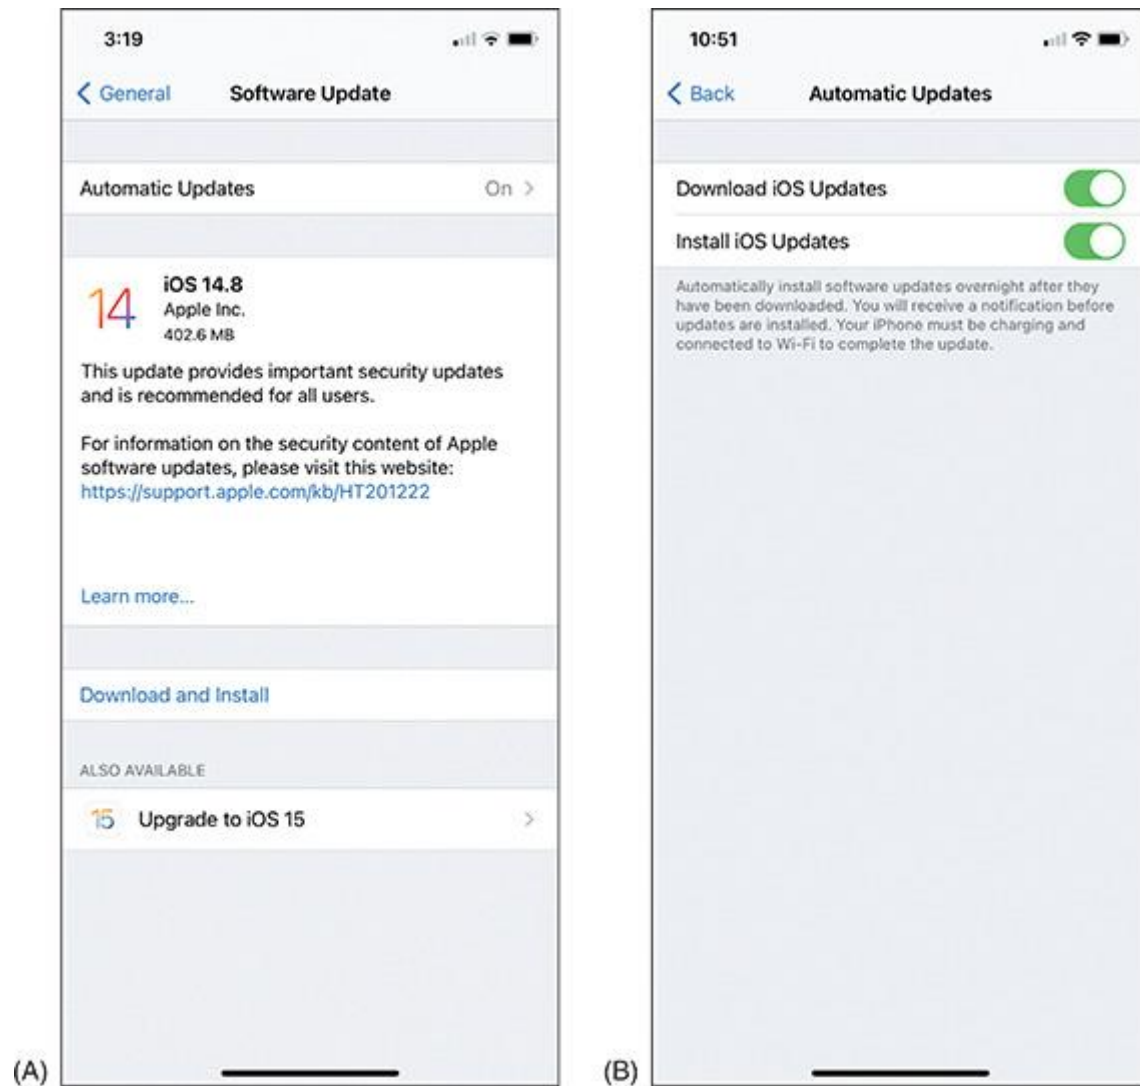 3:19
General Software Update
Automatic Updates On
14 iOS 14.8
Apple Inc.
402.6 MB
This update provides important security updates
and is recommended for all users.
For information on the security content of Apple
software updates, please visit this website:
https://support.apple.com/kb/HT201222
Learn more...
Download and Install
ALSO AVAILABLE
15 Upgrade to iOS 15
(A)
10:51
Back Automatic Updates
Download iOS Updates
Install iOS Updates
Automatically install software updates overnight after they
have been downloaded. You will receive a notification before
updates are installed. Your iPhone must be charging and
connected to Wi-Fi to complete the update.
(B)